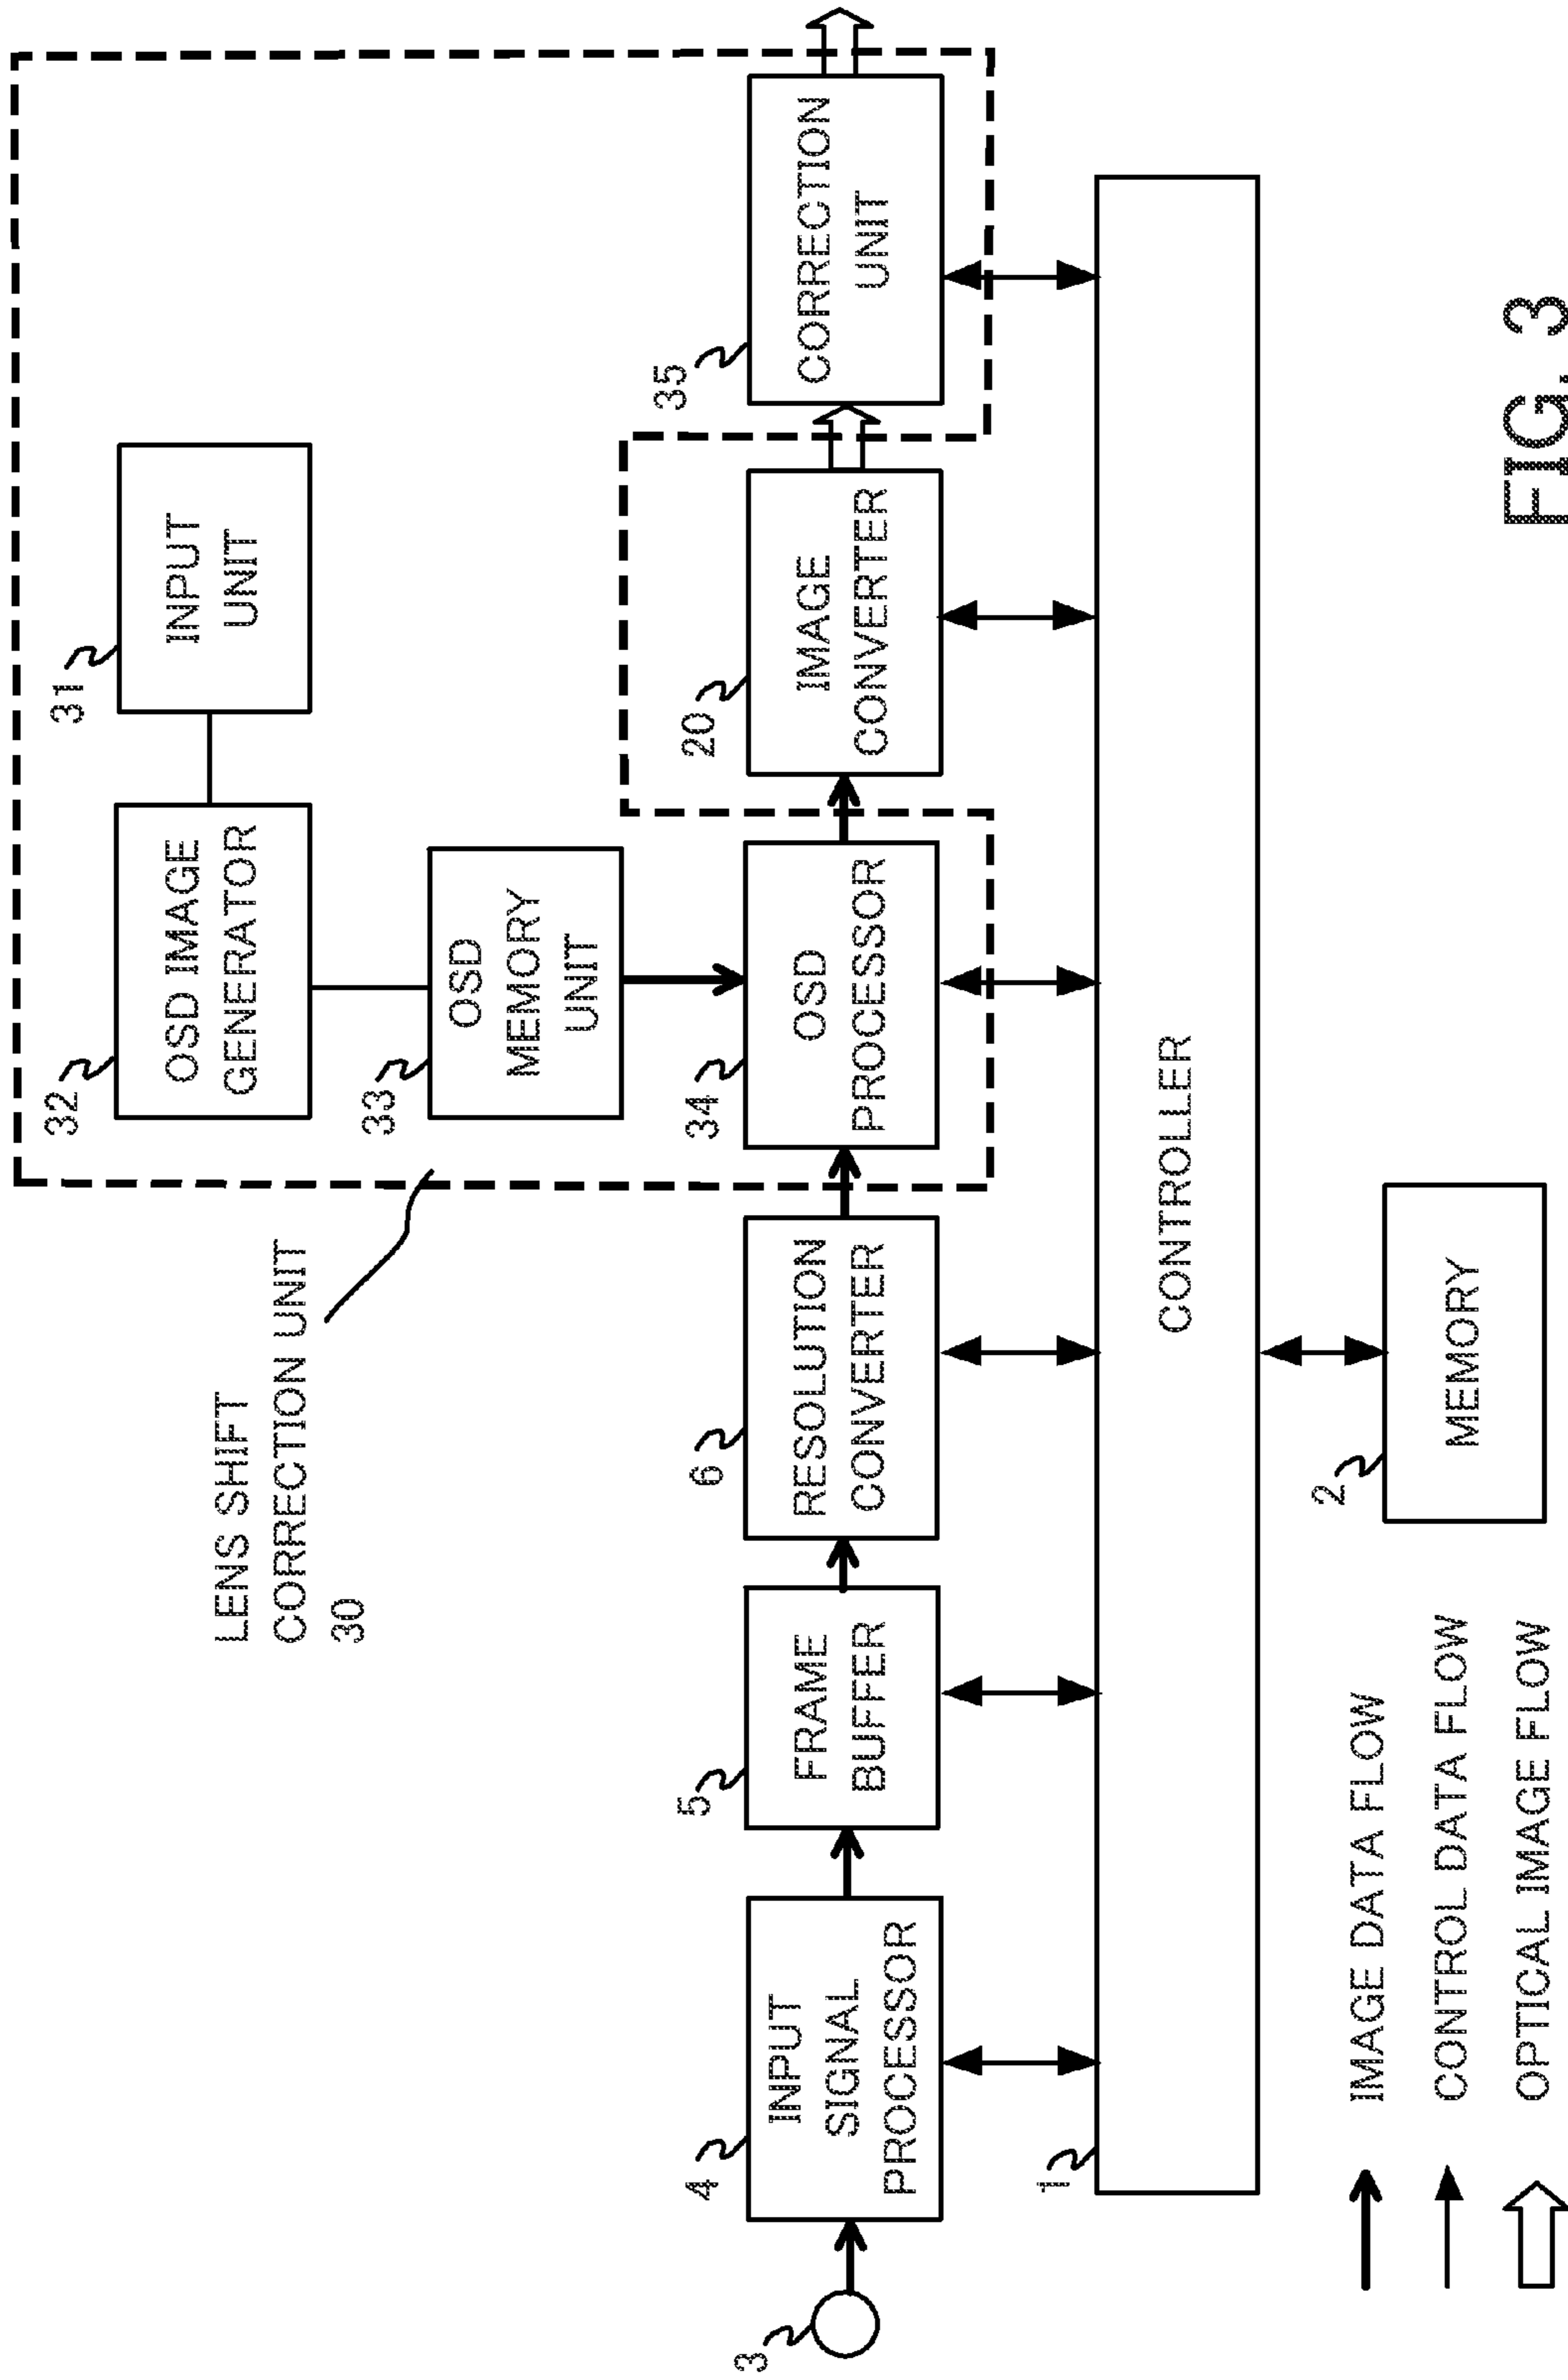 LENS SHIFT
CORRECTION UNIT
30
32
OSD IMAGE
GENERATOR
31
INPUT
UNIT
33
OSD
MEMORY
UNIT
3
4
INPUT
SIGNAL
PROCESSOR
5
FRAME
BUFFER
6
RESOLUTION
CONVERTER
34
OSD
PROCESSOR
20
IMAGE
CONVERTER
35
CORRECTION
UNIT
1
CONTROLLER
2
MEMORY
IMAGE DATA FLOW
CONTROL DATA FLOW
OPTICAL IMAGE FLOW
FIG. 3